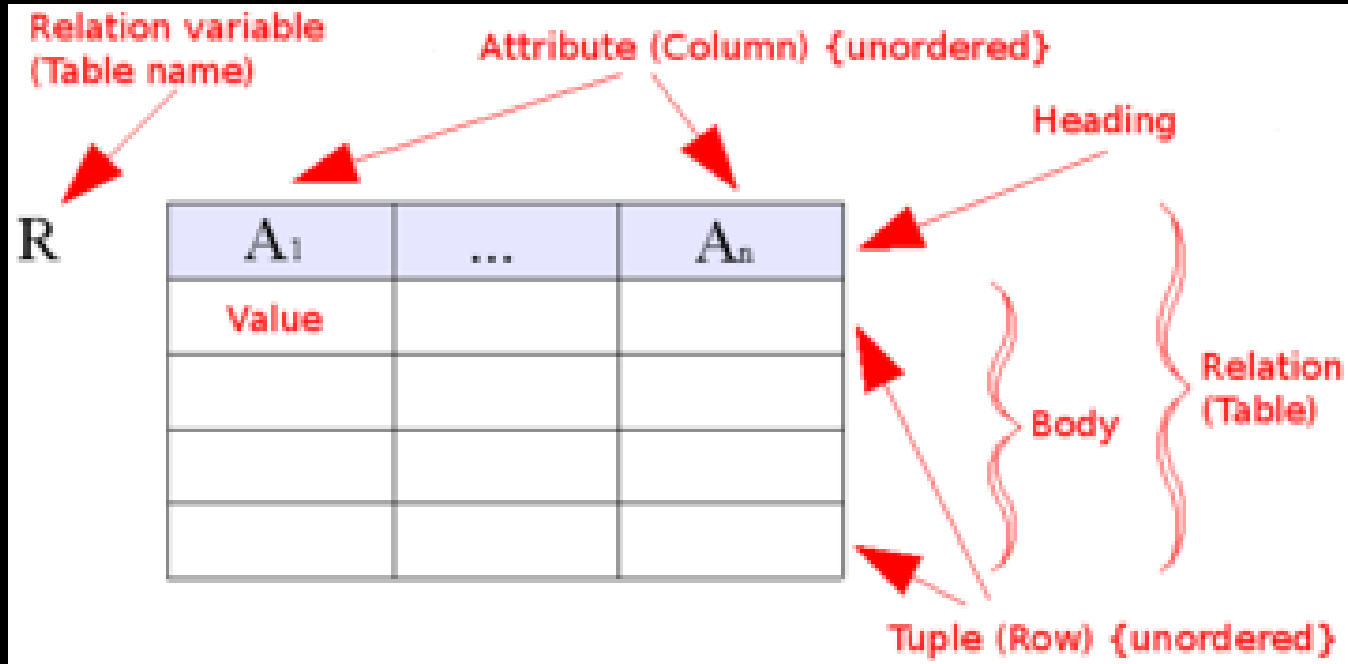 Relation variable
(Table name)
Attribute (Column) {unordered}
Heading
R
A₁ ... Aₙ
Value
Relation
(Table)
Body
Tuple (Row) {unordered}